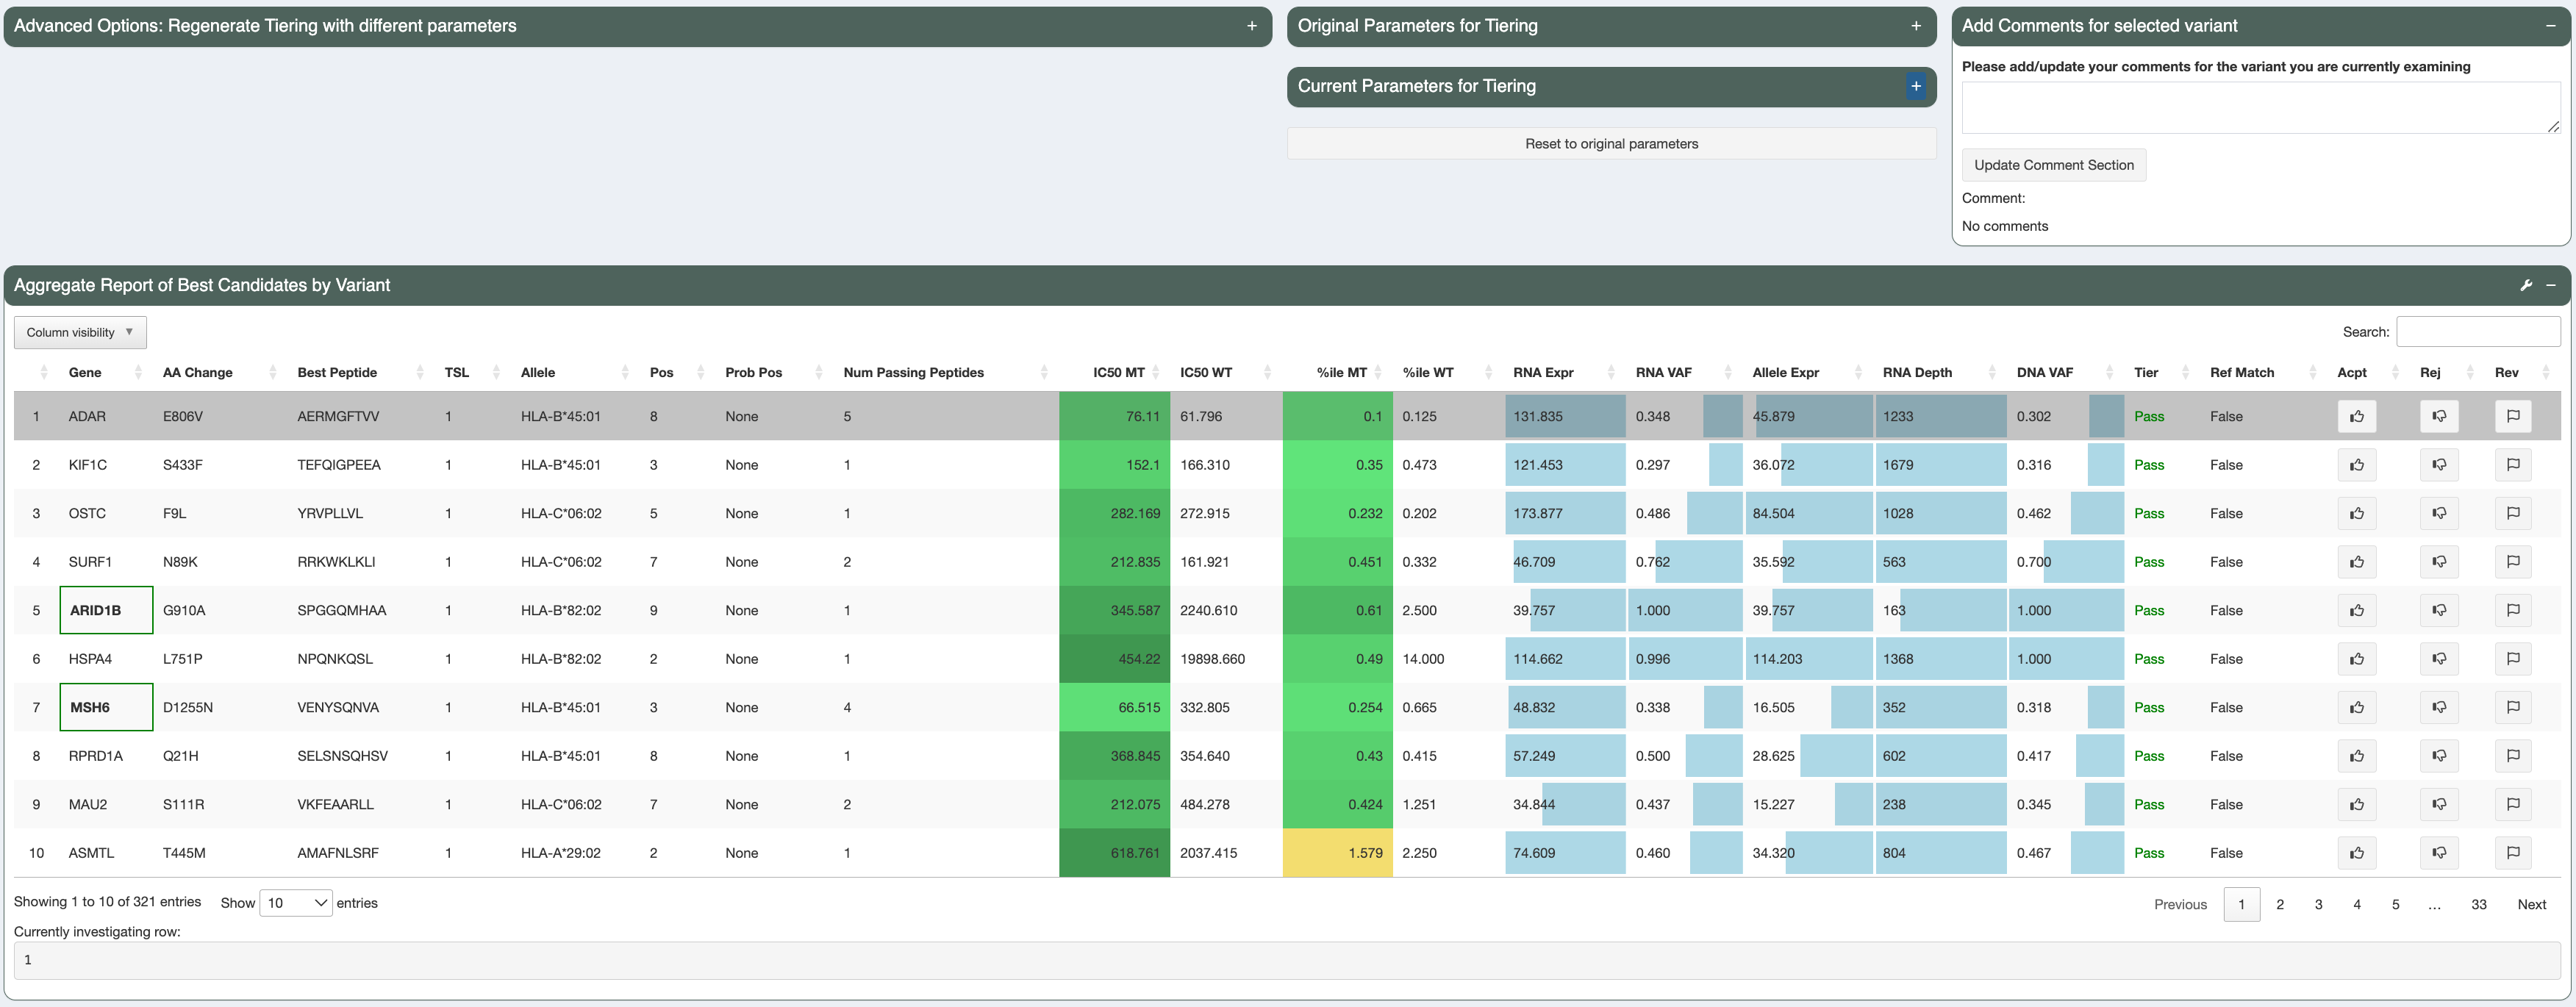 Advanced Options: Regenerate Tiering with different parameters +
Original Parameters for Tiering +
Current Parameters for Tiering +
Reset to original parameters
Add Comments for selected variant −
Please add/update your comments for the variant you are currently examining
Update Comment Section
Comment:
No comments
Aggregate Report of Best Candidates by Variant −
Column visibility ▼ Search:
Gene AA Change Best Peptide TSL Allele Pos Prob Pos Num Passing Peptides IC50 MT IC50 WT %ile MT %ile WT RNA Expr RNA VAF Allele Expr RNA Depth DNA VAF Tier Ref Match Acpt Rej Rev
1 ADAR E806V AERMGFTVV 1 HLA-B*45:01 8 None 5 76.11 61.796 0.1 0.125 131.835 0.348 45.879 1233 0.302 Pass False
2 KIF1C S433F TEFQIGPEEA 1 HLA-B*45:01 3 None 1 152.1 166.310 0.35 0.473 121.453 0.297 36.072 1679 0.316 Pass False
3 OSTC F9L YRVPLLVL 1 HLA-C*06:02 5 None 1 282.169 272.915 0.232 0.202 173.877 0.486 84.504 1028 0.462 Pass False
4 SURF1 N89K RRKWKLKLI 1 HLA-C*06:02 7 None 2 212.835 161.921 0.451 0.332 46.709 0.762 35.592 563 0.700 Pass False
5 ARID1B G910A SPGGQMHAA 1 HLA-B*82:02 9 None 1 345.587 2240.610 0.61 2.500 39.757 1.000 39.757 163 1.000 Pass False
6 HSPA4 L751P NPQNKQSL 1 HLA-B*82:02 2 None 1 454.22 19898.660 0.49 14.000 114.662 0.996 114.203 1368 1.000 Pass False
7 MSH6 D1255N VENYSQNVA 1 HLA-B*45:01 3 None 4 66.515 332.805 0.254 0.665 48.832 0.338 16.505 352 0.318 Pass False
8 RPRD1A Q21H SELSNSQHSV 1 HLA-B*45:01 8 None 1 368.845 354.640 0.43 0.415 57.249 0.500 28.625 602 0.417 Pass False
9 MAU2 S111R VKFEAARLL 1 HLA-C*06:02 7 None 2 212.075 484.278 0.424 1.251 34.844 0.437 15.227 238 0.345 Pass False
10 ASMTL T445M AMAFNLSRF 1 HLA-A*29:02 2 None 1 618.761 2037.415 1.579 2.250 74.609 0.460 34.320 804 0.467 Pass False
Showing 1 to 10 of 321 entries Show 10 entries Previous 1 2 3 4 5 … 33 Next
Currently investigating row:
1